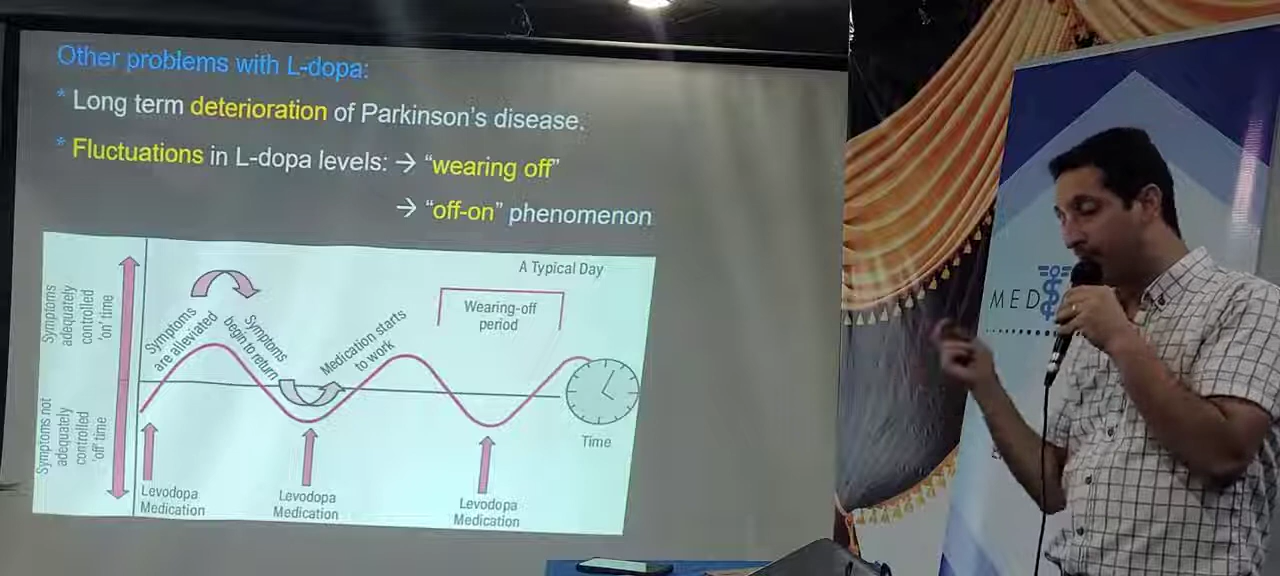 Other problems with L-dopa:
* Long term deterioration of Parkinson's disease.
* Fluctuations in L-dopa levels: → “wearing off”
→ “off-on” phenomenon
A Typical Day
Wearing-off
period
Symptoms
adequately
controlled
'on' time
Symptoms
are alleviated
Symptoms
begin to return
Medication starts
to work
Symptoms not
adequately
controlled
'off' time
Time
Levodopa
Medication
Levodopa
Medication
Levodopa
Medication
MED